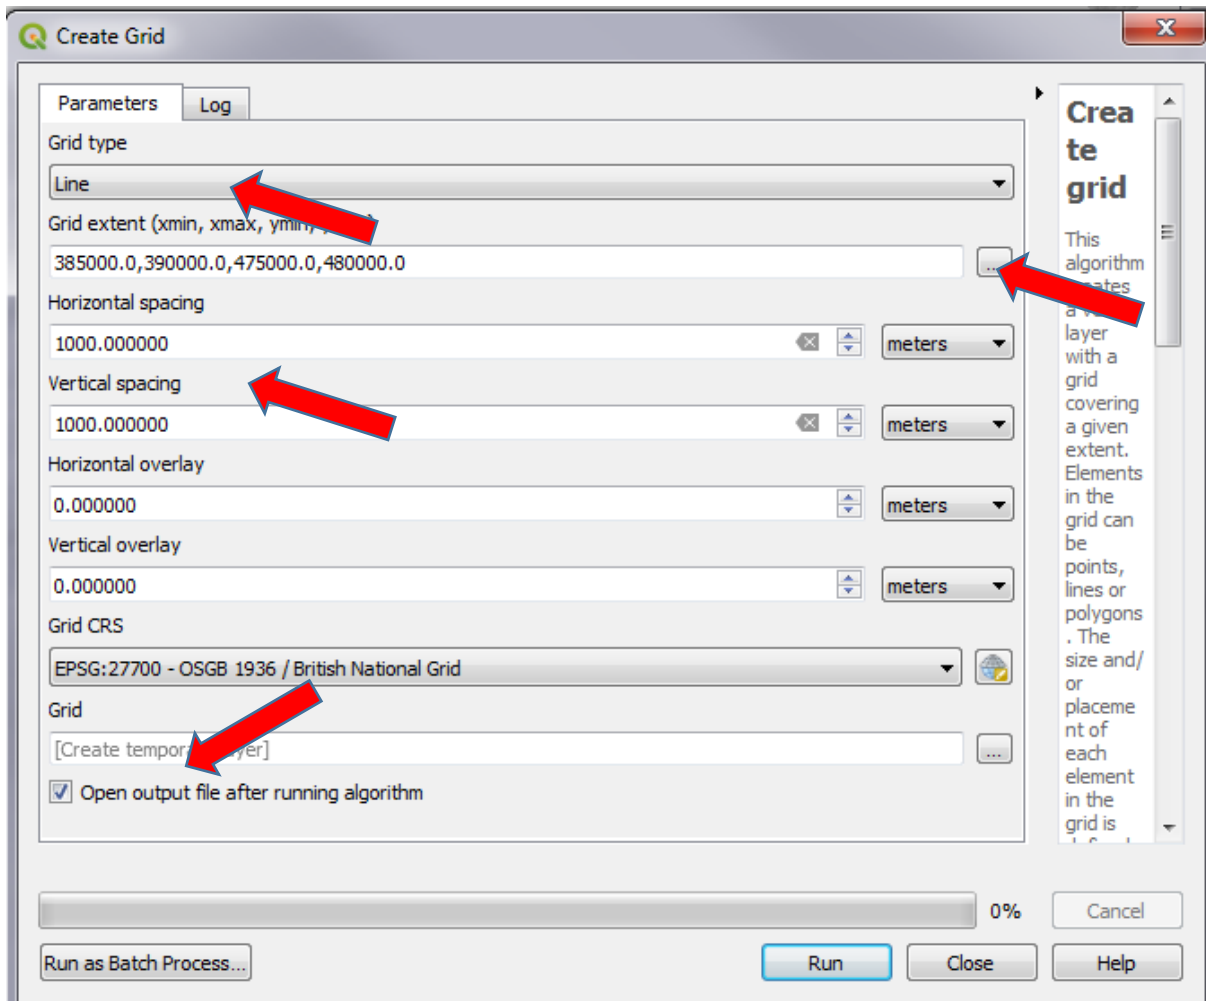 Create Grid
Parameters
Log
Grid type
Line
Grid extent (xmin, xmax, ymin,
385000.0,390000.0,475000.0,480000.0
...
Horizontal spacing
1000.000000
meters
Vertical spacing
1000.000000
meters
Horizontal overlay
0.000000
meters
Vertical overlay
0.000000
meters
Grid CRS
EPSG:27700 - OSGB 1936 / British National Grid
Grid
[Create
...
Open output file after running algorithm
Crea
te
grid
This
algorithm
a
layer
with a
grid
covering
a given
extent.
Elements
in the
grid can
be
points,
lines or
polygons
. The
size and/
or
placeme
nt of
each
element
in the
grid is
0%
Cancel
Run as Batch Process...
Run
Close
Help